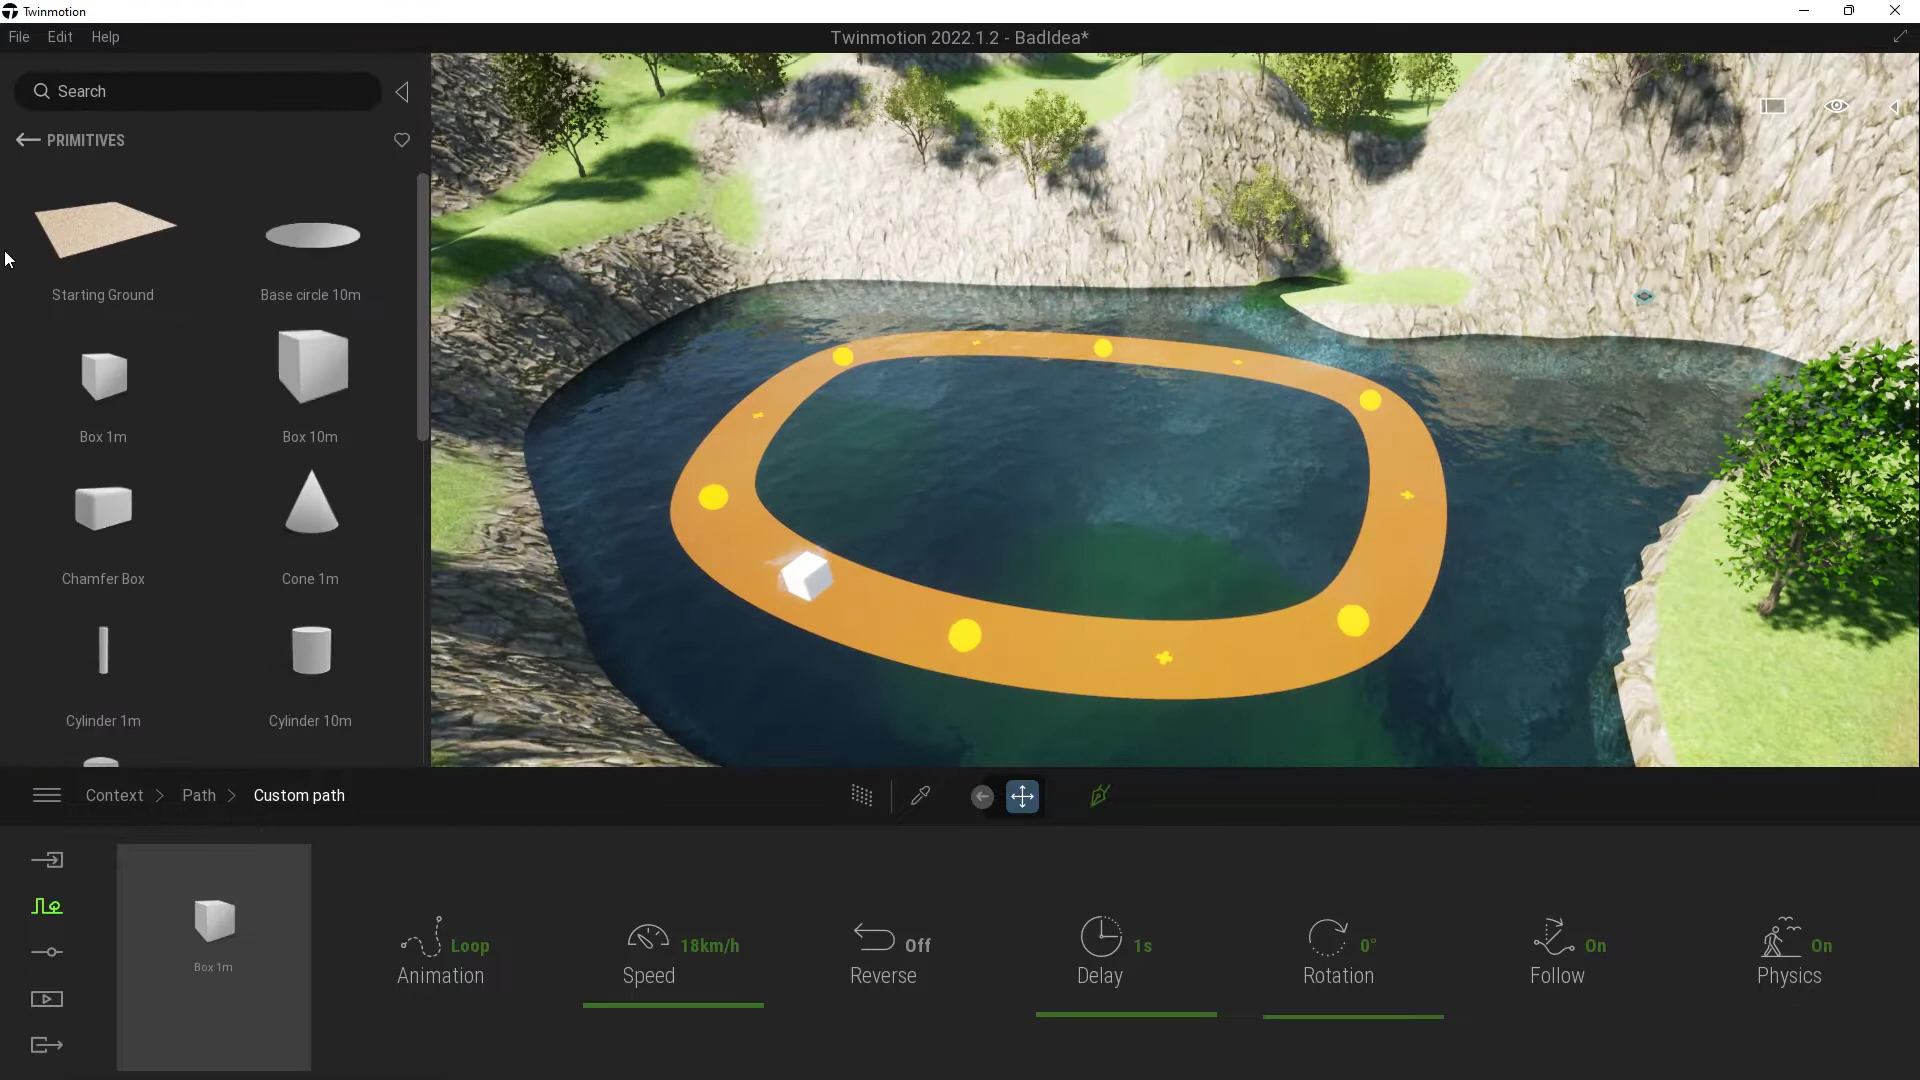 Twinmotion
File Edit Help
Twinmotion 2022.1.2 - BadIdea*
Search
PRIMITIVES
Starting Ground
Base circle 10m
Box 1m
Box 10m
Chamfer Box
Cone 1m
Cylinder 1m
Cylinder 10m
Context > Path > Custom path
Box 1m
Loop
Animation
18km/h
Speed
Off
Reverse
1s
Delay
0°
Rotation
On
Follow
On
Physics